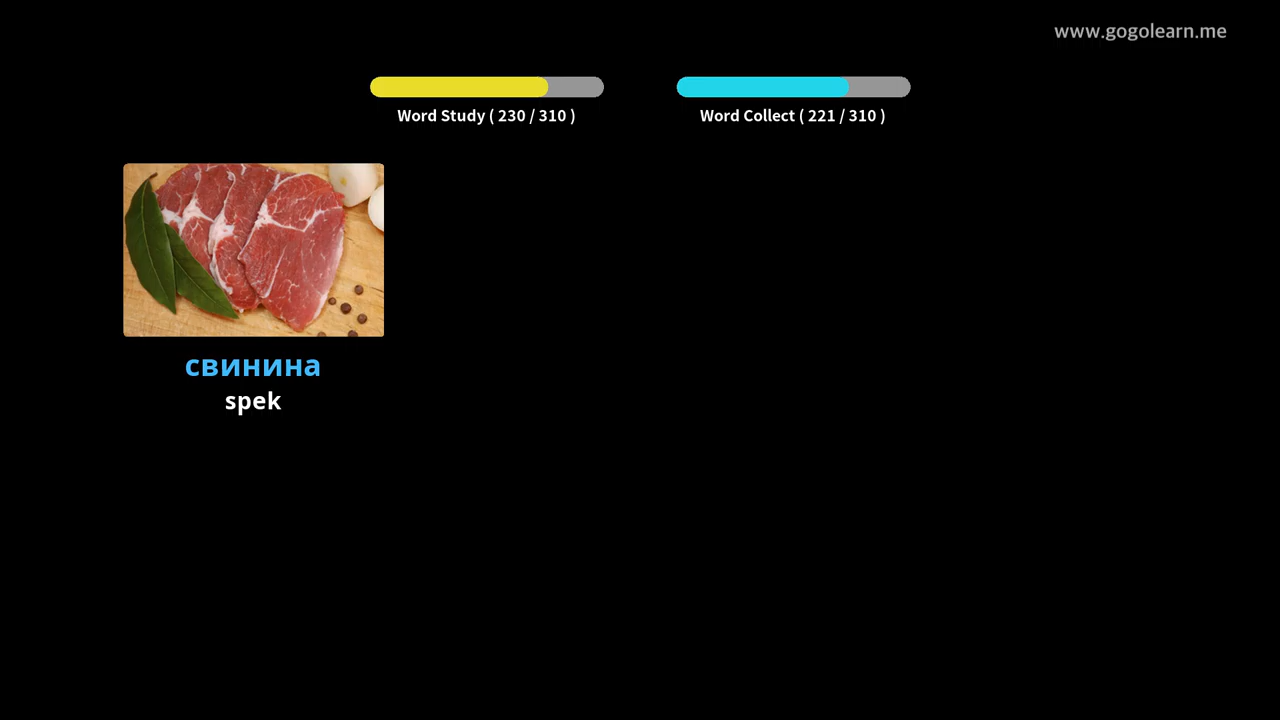 www.gogolearn.me
Word Study ( 230 / 310 )
Word Collect ( 221 / 310 )
свинина
spek